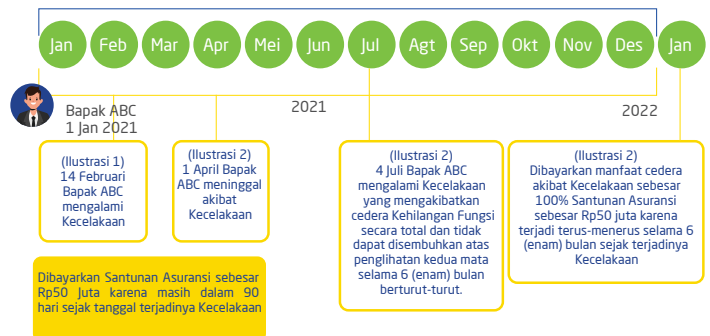 Jan Feb Mar Apr Mei Jun Jul Agt Sep Okt Nov Des Jan
Bapak ABC
1 Jan 2021
2021
2022
(Ilustrasi 1)
14 Februari
Bapak ABC
mengalami
Kecelakaan
(Ilustrasi 2)
1 April Bapak
ABC meninggal
akibat
Kecelakaan
(Ilustrasi 2)
4 Juli Bapak ABC
mengalami Kecelakaan
yang mengakibatkan
cedera Kehilangan Fungsi
secara total dan tidak
dapat disembuhkan atas
penglihatan kedua mata
selama 6 (enam) bulan
berturut-turut.
(Ilustrasi 2)
Dibayarkan manfaat cedera
akibat Kecelakaan sebesar
100% Santunan Asuransi
sebesar Rp50 juta karena
terjadi terus-menerus selama 6
(enam) bulan sejak terjadinya
Kecelakaan
Dibayarkan Santunan Asuransi sebesar
Rp50 Juta karena masih dalam 90
hari sejak tanggal terjadinya Kecelakaan